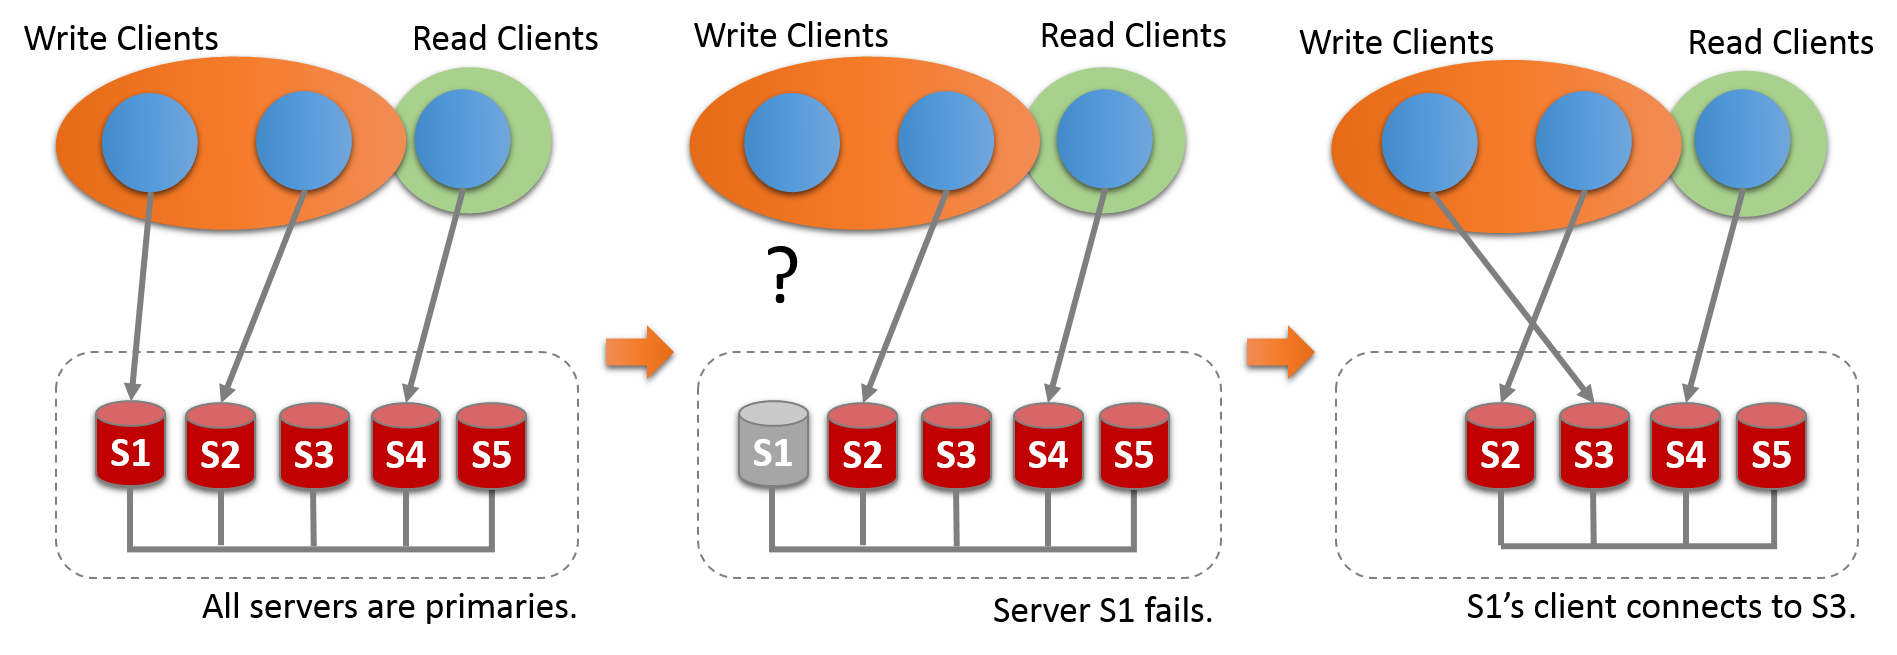 Write Clients
Read Clients
S1
S2
S3
S4
S5
All servers are primaries.
Write Clients
Read Clients
?
S1
S2
S3
S4
S5
Server S1 fails.
Write Clients
Read Clients
S2
S3
S4
S5
S1’s client connects to S3.